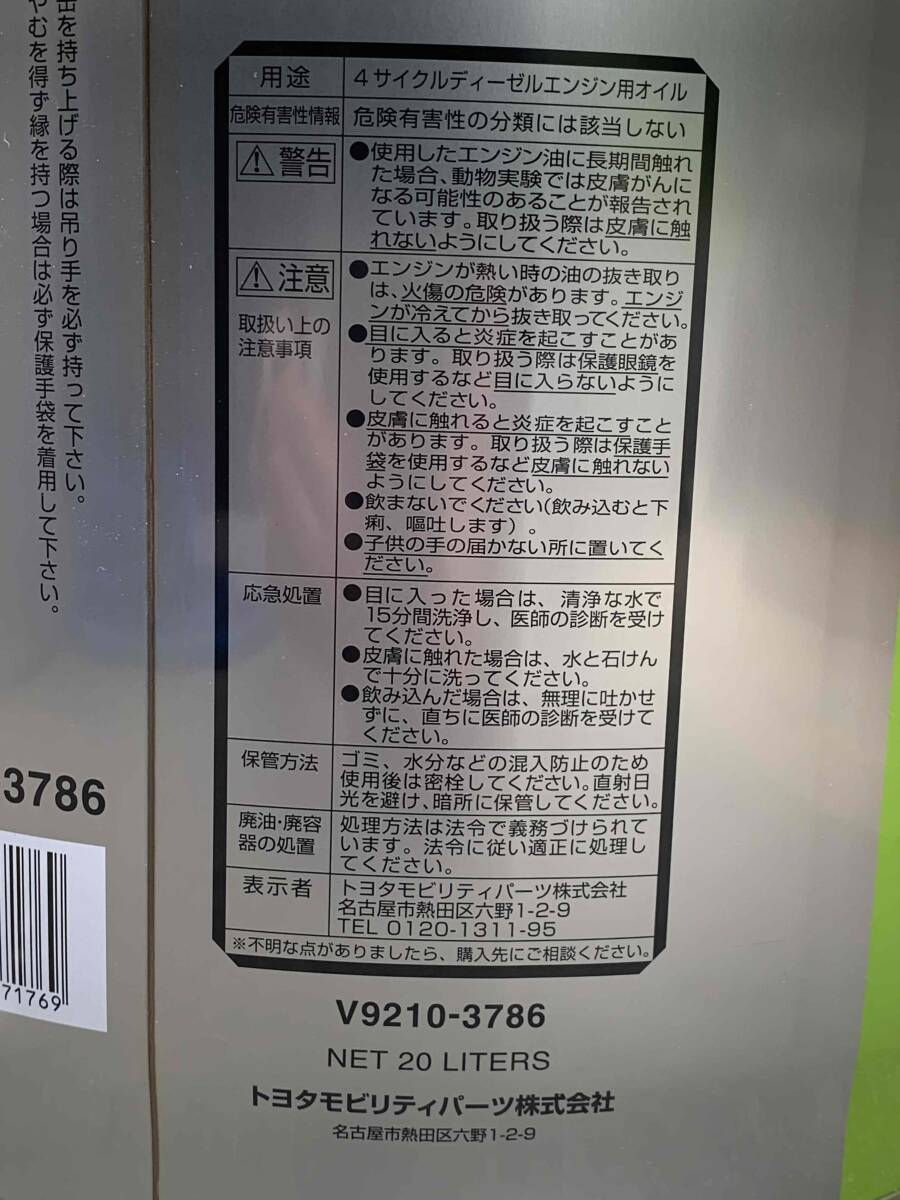 を持ち上げる際は吊り手を必ず持って下さい。
やむを得ず縁を持つ場合は必ず保護手袋を着用して下さい。
-3786
71769
用途
4サイクルディーゼルエンジン用オイル
危険有害性情報
危険有害性の分類には該当しない
⚠警告
●使用したエンジン油に長期間触れ
た場合、動物実験では皮膚がんに
なる可能性のあることが報告され
ています。取り扱う際は皮膚に触
れないようにしてください。
⚠注意
取扱い上の
注意事項
●エンジンが熱い時の油の抜き取り
は、火傷の危険があります。エンジ
ンが冷えてから抜き取ってください。
●目に入ると炎症を起こすことがあ
ります。取り扱う際は保護眼鏡を
使用するなど目に入らないように
してください。
●皮膚に触れると炎症を起こすこと
があります。取り扱う際は保護手
袋を使用するなど皮膚に触れない
ようにしてください。
●飲まないでください(飲み込むと下
痢、嘔吐します)。
●子供の手の届かない所に置いてく
ださい。
応急処置
●目に入った場合は、清浄な水で
15分間洗浄し、医師の診断を受け
てください。
●皮膚に触れた場合は、水と石けん
で十分に洗ってください。
●飲み込んだ場合は、無理に吐かせ
ずに、直ちに医師の診断を受けて
ください。
保管方法
ゴミ、水分などの混入防止のため
使用後は密栓してください。直射日
光を避け、暗所に保管してください。
廃油・廃容
器の処置
処理方法は法令で義務づけられて
います。法令に従い適正に処理し
てください。
表示者
トヨタモビリティパーツ株式会社
名古屋市熱田区六野1-2-9
TEL 0120-1311-95
※不明な点がありましたら、購入先にご相談ください。
V9210-3786
NET 20 LITERS
トヨタモビリティパーツ株式会社
名古屋市熱田区六野1-2-9